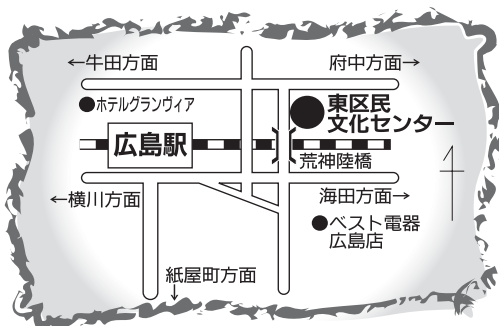 ←牛田方面
府中方面→
●ホテルグランヴィア
東区民
文化センター
広島駅
荒神陸橋
←横川方面
海田方面→
●ベスト電器
広島店
紙屋町方面
↓